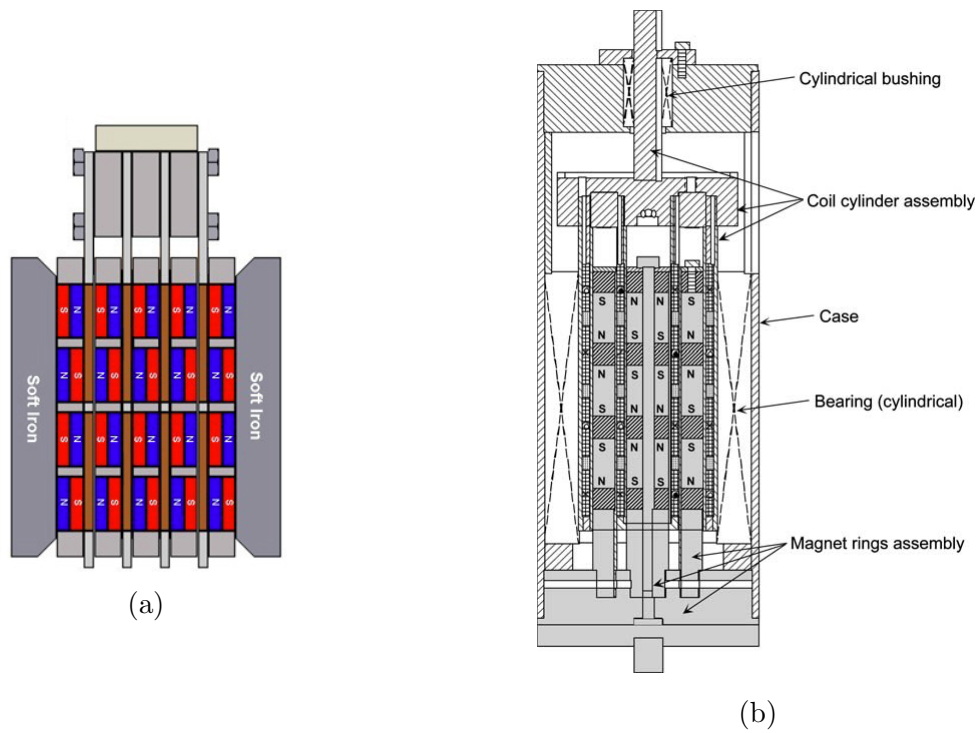 S N S N S N S N S N
N S N S N S N S N S
S N S N S N S N S N
N S N S N S N S N S
Soft Iron
Soft Iron
(a)
Cylindrical bushing
Coil cylinder assembly
Case
Bearing (cylindrical)
Magnet rings assembly
S N N S
N S S N
N S S N
S N N S
S N N S
N S S N
(b)